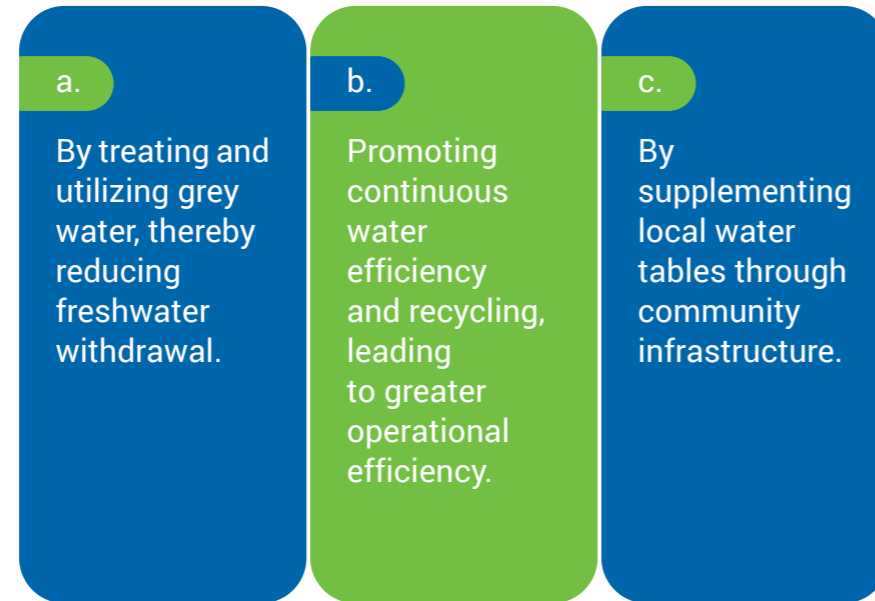 a.
By treating and
utilizing grey
water, thereby
reducing
freshwater
withdrawal.
b.
Promoting
continuous
water
efficiency
and recycling,
leading
to greater
operational
efficiency.
c.
By
supplementing
local water
tables through
community
infrastructure.